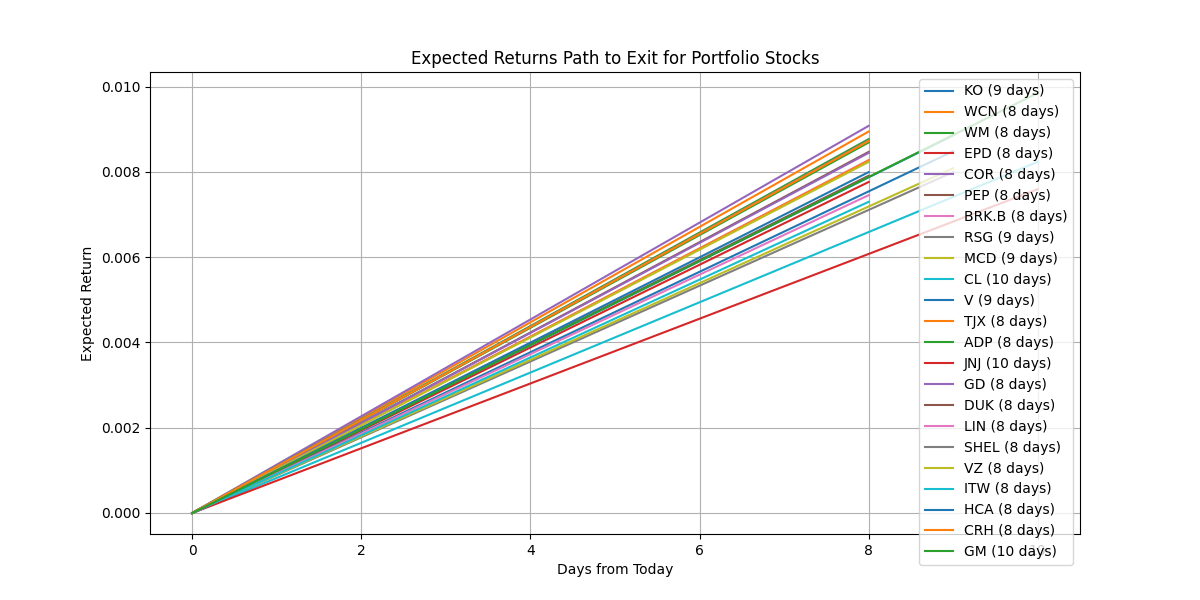 Expected Returns Path to Exit for Portfolio Stocks
Expected Return
0.010
0.008
0.006
0.004
0.002
0.000
KO (9 days)
WCN (8 days)
WM (8 days)
EPD (8 days)
COR (8 days)
PEP (8 days)
BRK.B (8 days)
RSG (9 days)
MCD (9 days)
CL (10 days)
V (9 days)
TJX (8 days)
ADP (8 days)
JNJ (10 days)
GD (8 days)
DUK (8 days)
LIN (8 days)
SHEL (8 days)
VZ (8 days)
ITW (8 days)
HCA (8 days)
CRH (8 days)
GM (10 days)
0 2 4 6 8
Days from Today